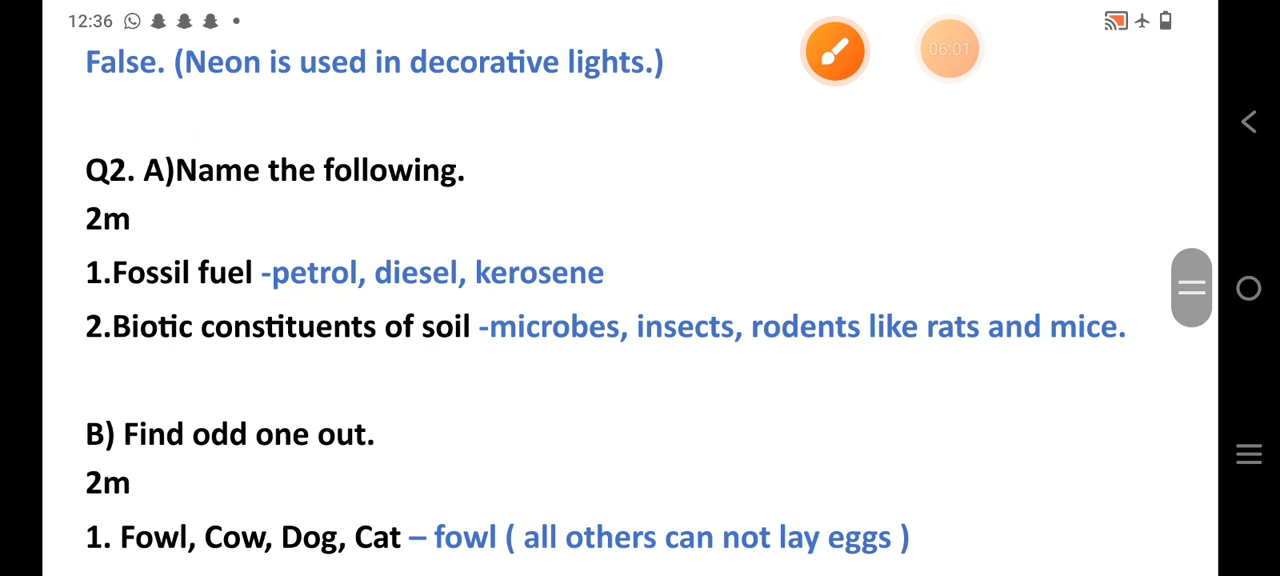 12:36
06:01
False. (Neon is used in decorative lights.)
Q2. A)Name the following.
2m
1.Fossil fuel -petrol, diesel, kerosene
2.Biotic constituents of soil -microbes, insects, rodents like rats and mice.
B) Find odd one out.
2m
1. Fowl, Cow, Dog, Cat – fowl ( all others can not lay eggs )